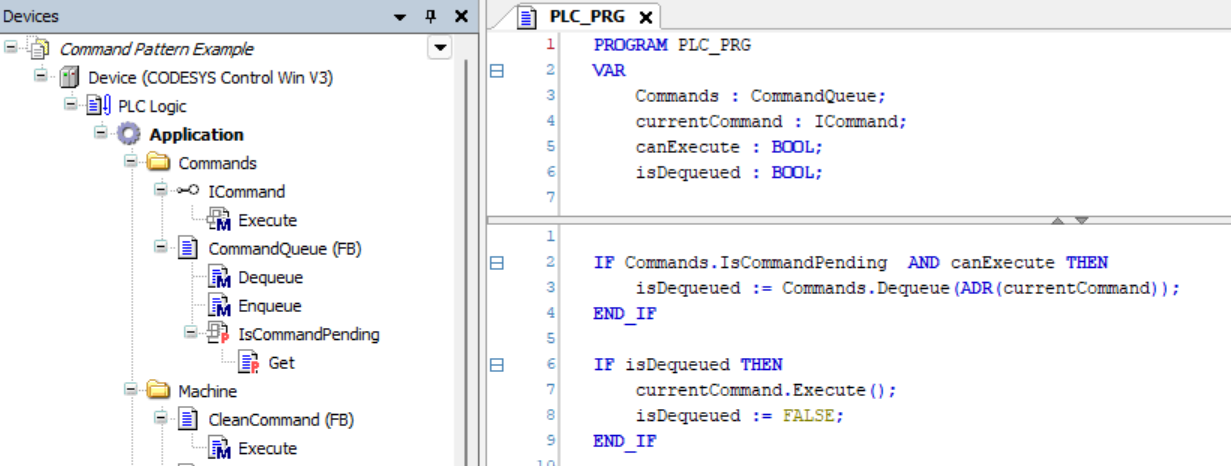 Devices
Command Pattern Example
Device (CODESYS Control Win V3)
PLC Logic
Application
Commands
ICommand
Execute
CommandQueue (FB)
Dequeue
Enqueue
IsCommandPending
Get
Machine
CleanCommand (FB)
Execute
PLC_PRG
1 PROGRAM PLC_PRG
2 VAR
3 Commands : CommandQueue;
4 currentCommand : ICommand;
5 canExecute : BOOL;
6 isDequeued : BOOL;
7
1
2 IF Commands.IsCommandPending  AND canExecute THEN
3 isDequeued := Commands.Dequeue(ADR(currentCommand));
4 END_IF
5
6 IF isDequeued THEN
7 currentCommand.Execute();
8 isDequeued := FALSE;
9 END_IF
10